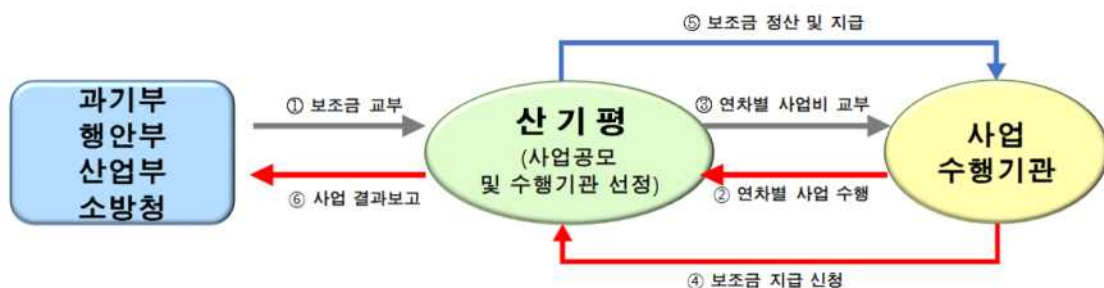 ⑤ 보조금 정산 및 지급
과기부
행안부
산업부
소방청
① 보조금 교부
⑥ 사업 결과보고
산 기 평
(사업공모
및 수행기관 선정)
③ 연차별 사업비 교부
② 연차별 사업 수행
사업
수행기관
④ 보조금 지급 신청